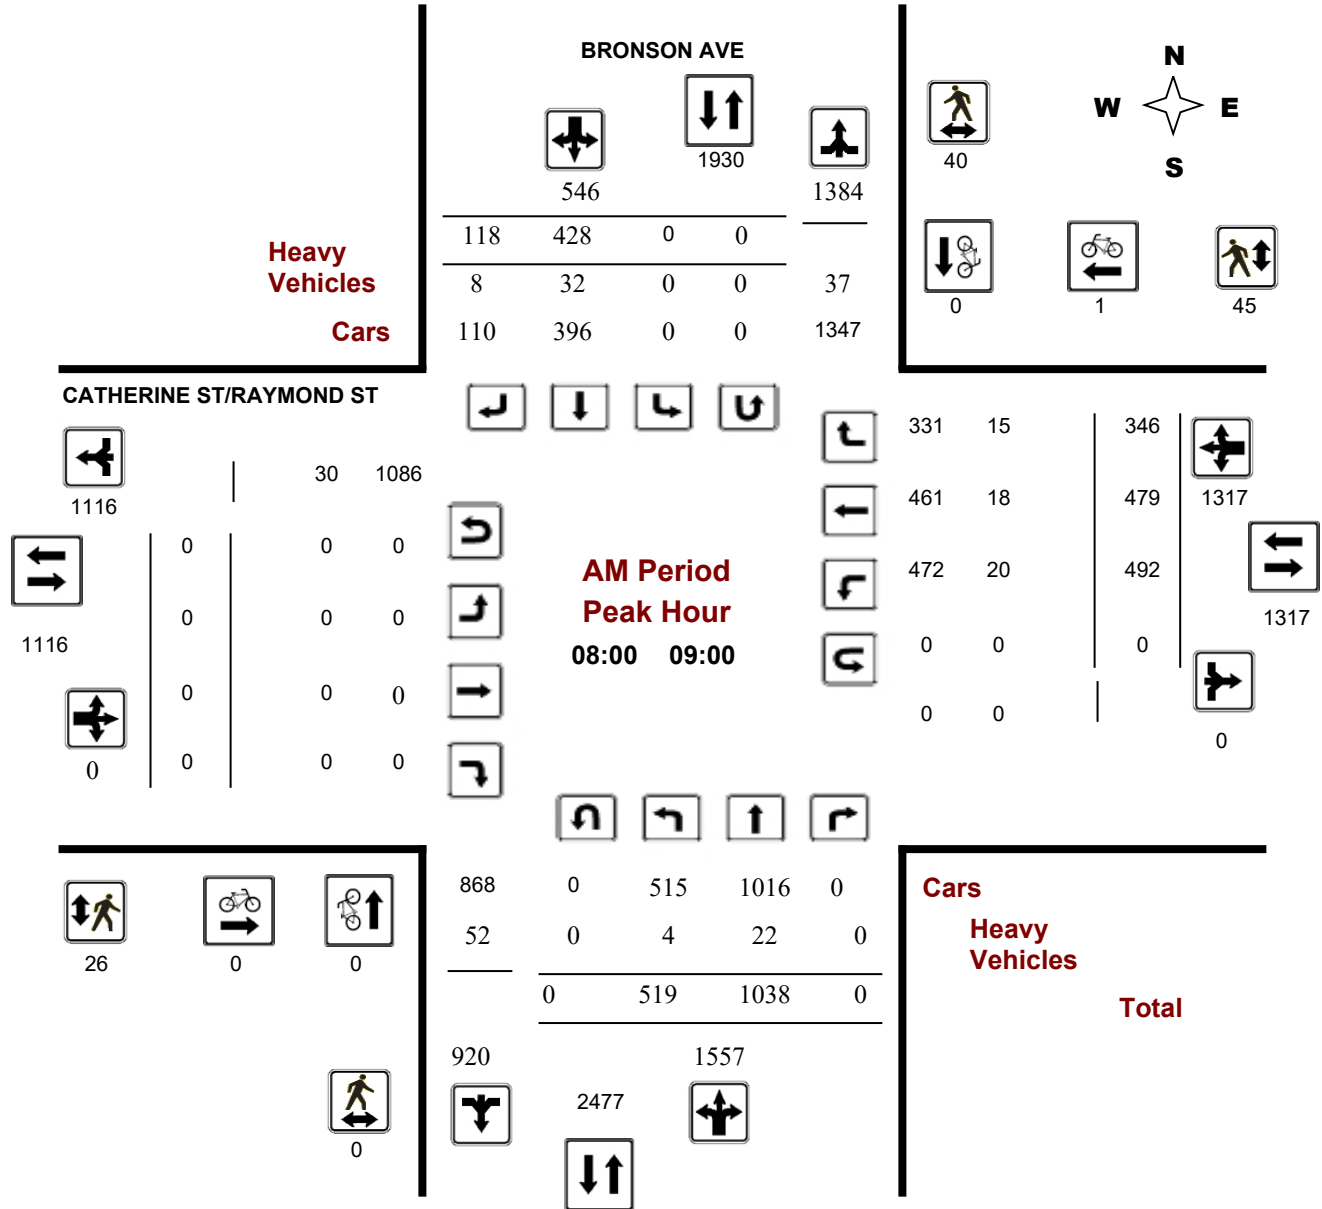 BRONSON AVE
N
W E
S
1930
40
546 1384
118 428 0 0
Heavy
Vehicles
8 32 0 0 37
0 1 45
Cars
110 396 0 0 1347
CATHERINE ST/RAYMOND ST
331 15 346
30 1086
1116
461 18 479 1317
0 0 0
AM Period
472 20 492
Peak Hour
0 0 0
1317
1116
08:00 09:00
0 0 0
0 0 0
0 0
0
0
0 0 0
868 0 515 1016 0
Cars
52 0 4 22 0
Heavy
Vehicles
26 0 0
0 519 1038 0
Total
920 1557
2477
0